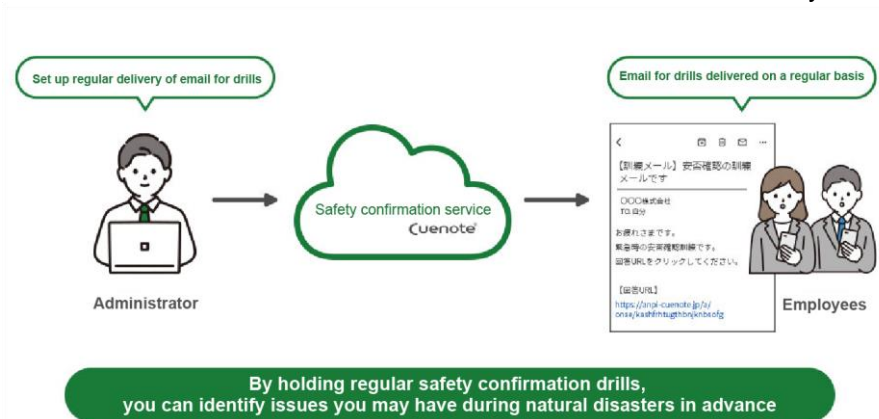 Set up regular delivery of email for drills
Email for drills delivered on a regular basis
【訓練メール】安否確認の訓練
メールです
〇〇〇株式会社
TO.自分
お疲れさまです。
緊急時の安否確認訓練です。
回答URLをクリックしてください。
【回答URL】
https://anpi-cuenote.jp/a/
Safety confirmation service
Cuenote
Administrator
Employees
By holding regular safety confirmation drills,
you can identify issues you may have during natural disasters in advance